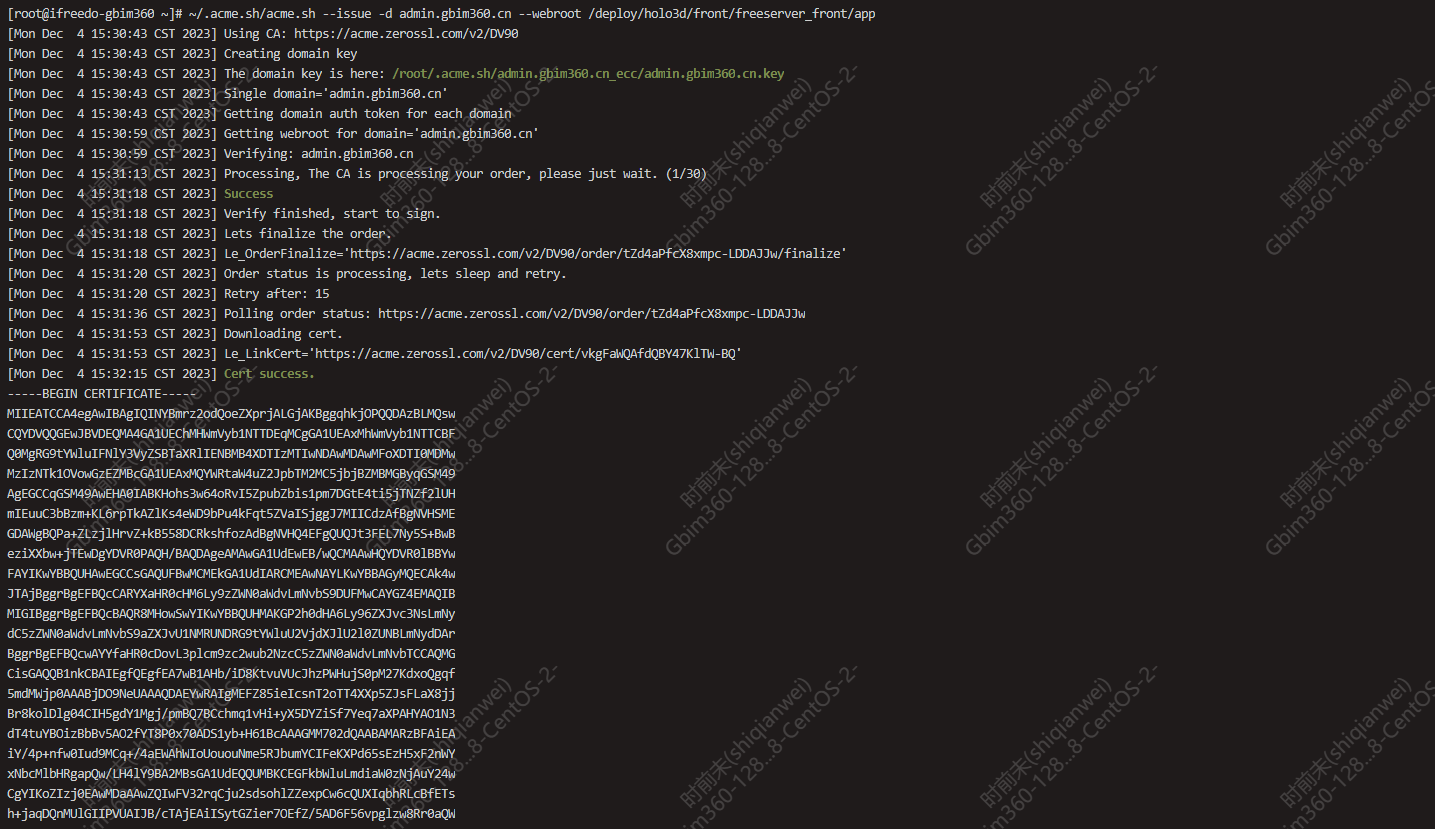 [root@ifreedo-gbim360 ~]# ~/.acme.sh/acme.sh --issue -d admin.gbim360.cn --webroot /deploy/holo3d/front/freeserver_front/app
[Mon Dec  4 15:30:43 CST 2023] Using CA: https://acme.zerossl.com/v2/DV90
[Mon Dec  4 15:30:43 CST 2023] Creating domain key
[Mon Dec  4 15:30:43 CST 2023] The domain key is here: /root/.acme.sh/admin.gbim360.cn_ecc/admin.gbim360.cn.key
[Mon Dec  4 15:30:43 CST 2023] Single domain='admin.gbim360.cn'
[Mon Dec  4 15:30:43 CST 2023] Getting domain auth token for each domain
[Mon Dec  4 15:30:59 CST 2023] Getting webroot for domain='admin.gbim360.cn'
[Mon Dec  4 15:30:59 CST 2023] Verifying: admin.gbim360.cn
[Mon Dec  4 15:31:13 CST 2023] Processing, The CA is processing your order, please just wait. (1/30)
[Mon Dec  4 15:31:18 CST 2023] Success
[Mon Dec  4 15:31:18 CST 2023] Verify finished, start to sign.
[Mon Dec  4 15:31:18 CST 2023] Lets finalize the order.
[Mon Dec  4 15:31:18 CST 2023] Le_OrderFinalize='https://acme.zerossl.com/v2/DV90/order/tZd4aPfcX8xmpc-LDDAJJw/finalize'
[Mon Dec  4 15:31:20 CST 2023] Order status is processing, lets sleep and retry.
[Mon Dec  4 15:31:20 CST 2023] Retry after: 15
[Mon Dec  4 15:31:36 CST 2023] Polling order status: https://acme.zerossl.com/v2/DV90/order/tZd4aPfcX8xmpc-LDDAJJw
[Mon Dec  4 15:31:53 CST 2023] Downloading cert.
[Mon Dec  4 15:31:53 CST 2023] Le_LinkCert='https://acme.zerossl.com/v2/DV90/cert/vkgFaWQAfdQBY47KlTW-BQ'
[Mon Dec  4 15:32:15 CST 2023] Cert success.
-----BEGIN CERTIFICATE-----
MIIEATCCA4egAwIBAgIQINYBmrz2odQoeZXprjALGjAKBggqhkjOPQQDAzBLMQsw
CQYDVQQGEwJBVDEQMA4GA1UEChMHWmVyb1NTTDEqMCgGA1UEAxMhWmVyb1NTTCBF
Q0MgRG9tYWluIFNlY3VyZSBTaXRlIENBMB4XDTIzMTIwNDAwMDAwMFoXDTI0MDMw
MzIzNTk1OVowGzEZMBcGA1UEAxMQYWRtaW4uZ2JpbTM2MC5jbjBZMBMGByqGSM49
AgEGCCqGSM49AwEHA0IABKHohs3w64oRvI5ZpubZbis1pm7DGtE4ti5jTNZf2lUH
mIEuuC3bBzm+KL6rpTkAZlKs4eWD9bPu4kFqt5ZVaISjggJ7MIICdzAfBgNVHSME
GDAWgBQPa+ZLzjlHrvZ+kB558DCRkshfozAdBgNVHQ4EFgQUQJt3FEL7Ny5S+BwB
eziXXbw+jTEwDgYDVR0PAQH/BAQDAgeAMAwGA1UdEwEB/wQCMAAwHQYDVR0lBBYw
FAYIKwYBBQUHAwEGCCsGAQUFBwMCMEkGA1UdIARCMEAwNAYLKwYBBAGyMQECAk4w
JTAjBggrBgEFBQcCARYXaHR0cHM6Ly9zZWN0aWdvLmNvbS9DUFMwCAYGZ4EMAQIB
MIGIBggrBgEFBQcBAQR8MHowSwYIKwYBBQUHMAKGP2h0dHA6Ly96ZXJvc3NsLmNy
dC5zZWN0aWdvLmNvbS9aZXJvU1NMRUNDRG9tYWluU2VjdXJlU2l0ZUNBLmNydDAr
BggrBgEFBQcwAYYfaHR0cDovL3plcm9zc2wub2NzcC5zZWN0aWdvLmNvbTCCAQMG
CisGAQQB1nkCBAIEgfQEgfEA7wB1AHb/iD8KtvuVUcJhzPWHujS0pM27KdxoQgqf
5mdMWjp0AAABjDO9NeUAAAQDAEYwRAIgMEFZ85ieIcsnT2oTT4XXp5ZJsFLaX8jj
Br8kolDlg04CIH5gdY1Mgj/pmBQ7BCchmq1vHi+yX5DYZiSf7Yeq7aXPAHYAO1N3
dT4tuYBOizBbBv5AO2fYT8P0x70ADS1yb+H61BcAAAGMM702dQAABAMARzBFAiEA
iY/4p+nfw0Iud9MCq+/4aEWAhWIoUououNme5RJbumYCIFeKXPd65sEzH5xF2nWY
xNbcMlbHRgapQw/LH4lY9BA2MBsGA1UdEQQUMBKCEGFkbWluLmdiaW0zNjAuY24w
CgYIKoZIzj0EAwMDaAAwZQIwFV32rqCju2sdsohlZZexpCw6cQUXIqbhRLcBfETs
h+jaqDQnMUlGIIPVUAIJB/cTAjEAiISytGZier7OEfZ/5AD6F56vpglzw8Rr0aQW